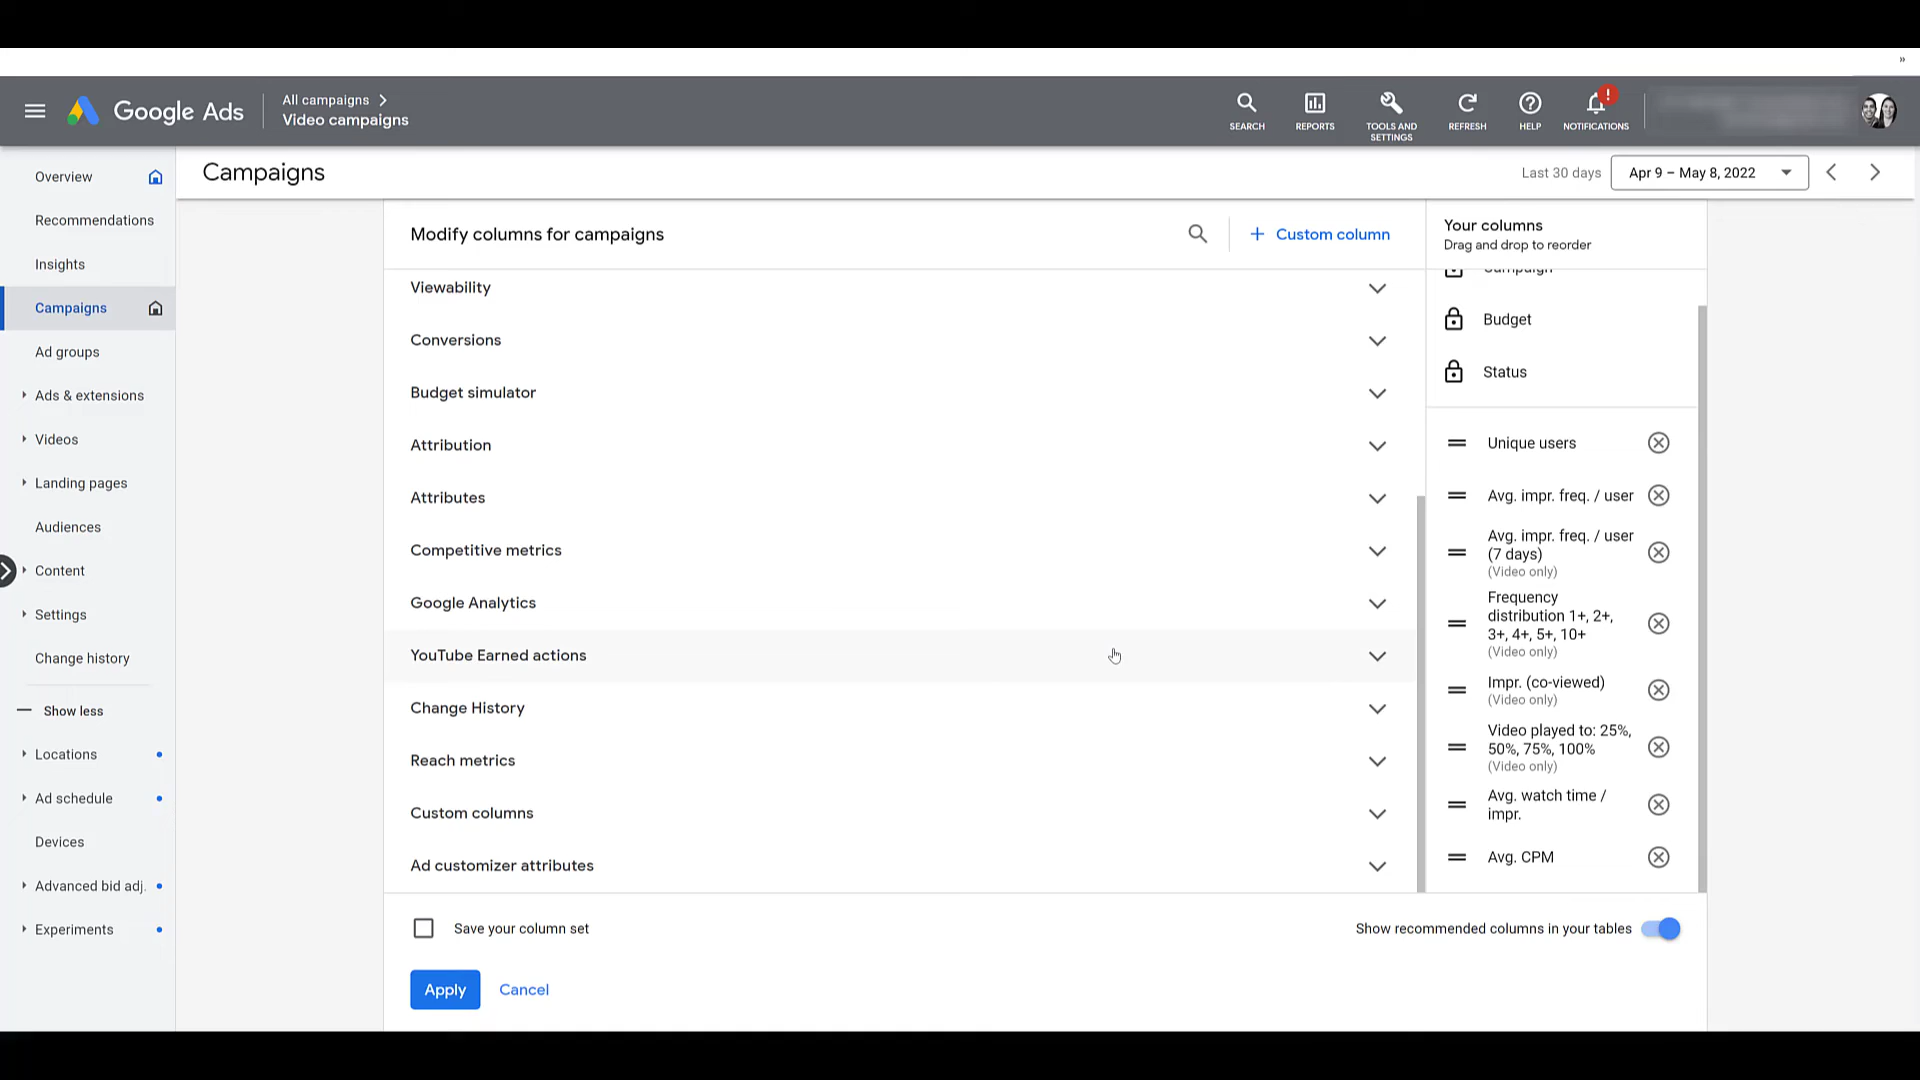 »
Google Ads
All campaigns
Video campaigns
SEARCH
REPORTS
TOOLS AND
SETTINGS
REFRESH
HELP
!
NOTIFICATIONS
Overview
Recommendations
Insights
Campaigns
Ad groups
Ads & extensions
Videos
Landing pages
Audiences
Content
Settings
Change history
Show less
Locations
Ad schedule
Devices
Advanced bid adj.
Experiments
Campaigns
Last 30 days
Apr 9 – May 8, 2022
Modify columns for campaigns
+ Custom column
Viewability
Conversions
Budget simulator
Attribution
Attributes
Competitive metrics
Google Analytics
YouTube Earned actions
Change History
Reach metrics
Custom columns
Ad customizer attributes
Your columns
Drag and drop to reorder
Campaign
Budget
Status
Unique users
Avg. impr. freq. / user
Avg. impr. freq. / user
(7 days)
(Video only)
Frequency
distribution 1+, 2+,
3+, 4+, 5+, 10+
(Video only)
Impr. (co-viewed)
(Video only)
Video played to: 25%,
50%, 75%, 100%
(Video only)
Avg. watch time /
impr.
Avg. CPM
Save your column set
Show recommended columns in your tables
Apply
Cancel